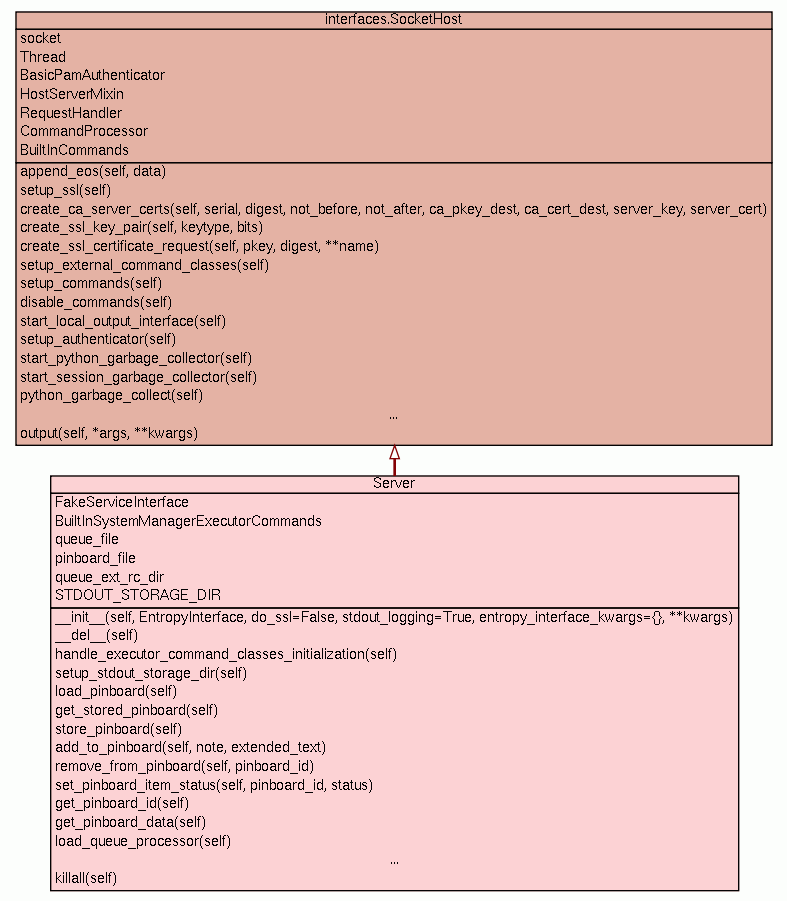 interfaces.SocketHost
socket
Thread
BasicPamAuthenticator
HostServerMixin
RequestHandler
CommandProcessor
BuiltInCommands
append_eos(self, data)
setup_ssl(self)
create_ca_server_certs(self, serial, digest, not_before, not_after, ca_pkey_dest, ca_cert_dest, server_key, server_cert)
create_ssl_key_pair(self, keytype, bits)
create_ssl_certificate_request(self, pkey, digest, **name)
setup_external_command_classes(self)
setup_commands(self)
disable_commands(self)
start_local_output_interface(self)
setup_authenticator(self)
start_python_garbage_collector(self)
start_session_garbage_collector(self)
python_garbage_collect(self)
...
output(self, *args, **kwargs)
Server
FakeServiceInterface
BuiltInSystemManagerExecutorCommands
queue_file
pinboard_file
queue_ext_rc_dir
STDOUT_STORAGE_DIR
__init__(self, EntropyInterface, do_ssl=False, stdout_logging=True, entropy_interface_kwargs={}, **kwargs)
__del__(self)
handle_executor_command_classes_initialization(self)
setup_stdout_storage_dir(self)
load_pinboard(self)
get_stored_pinboard(self)
store_pinboard(self)
add_to_pinboard(self, note, extended_text)
remove_from_pinboard(self, pinboard_id)
set_pinboard_item_status(self, pinboard_id, status)
get_pinboard_id(self)
get_pinboard_data(self)
load_queue_processor(self)
...
killall(self)